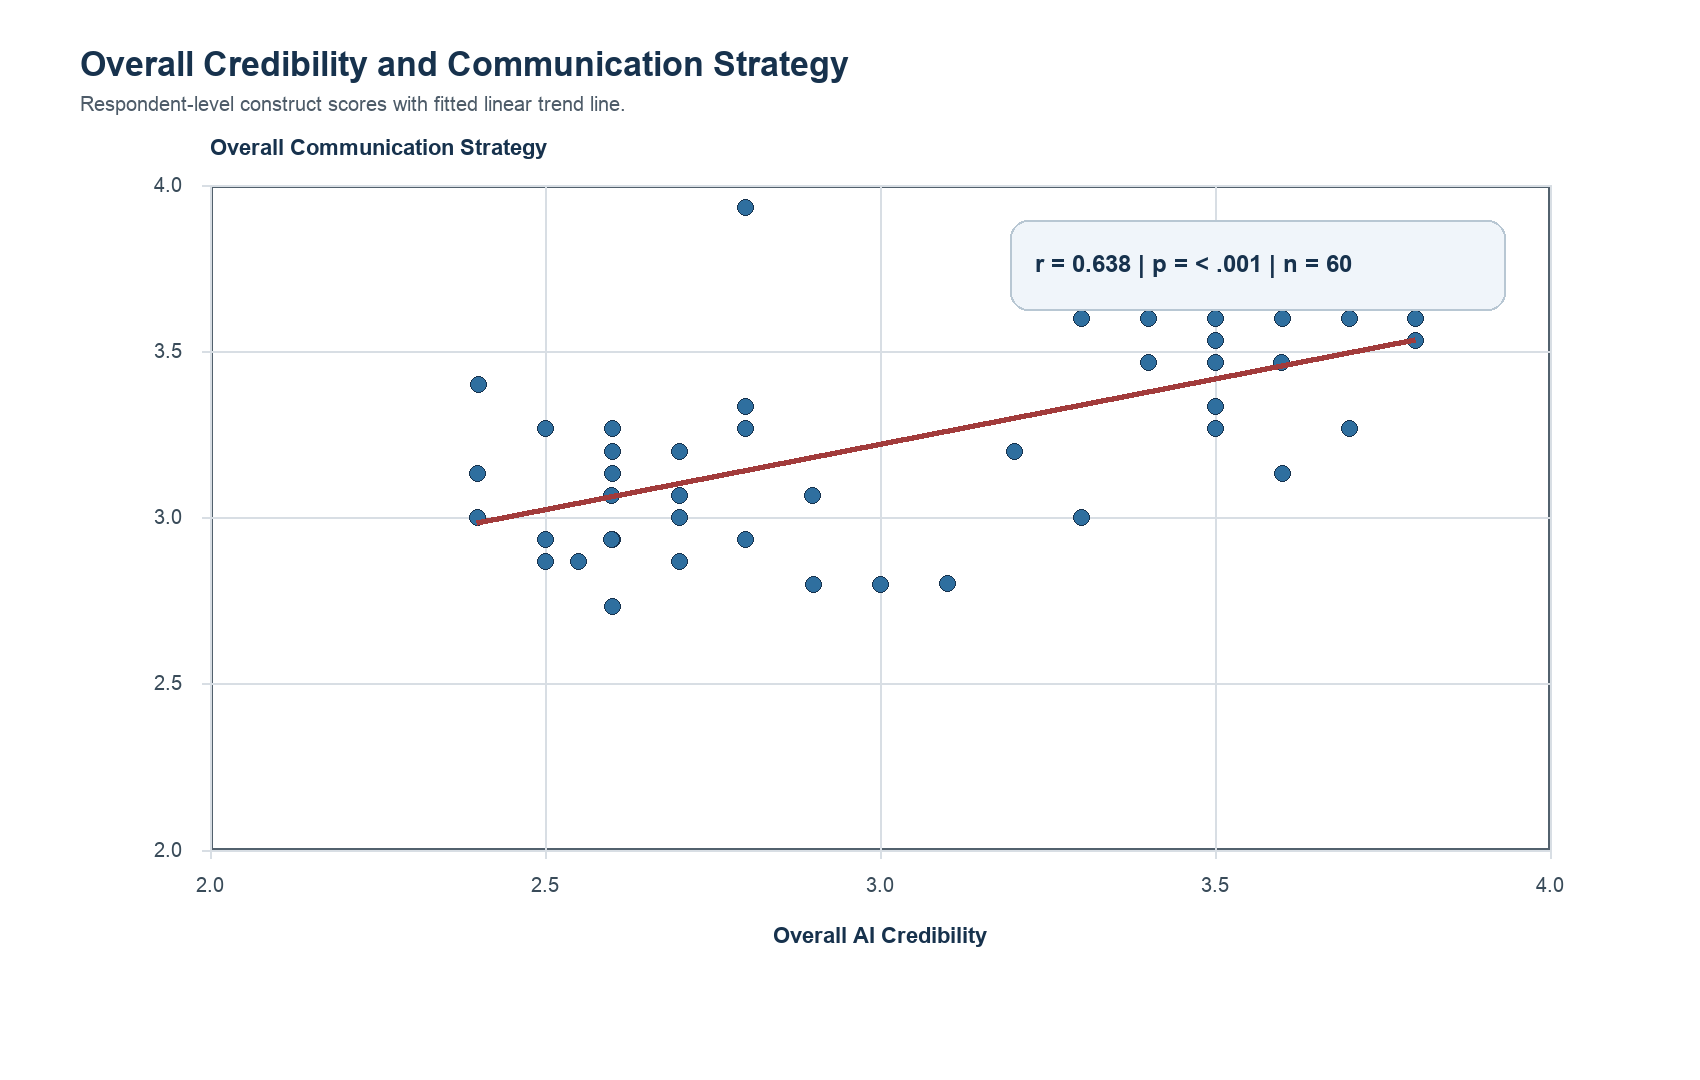 Overall Credibility and Communication Strategy
Respondent-level construct scores with fitted linear trend line.
Overall Communication Strategy
4.0
r = 0.638 | p = < .001 | n = 60
3.5
3.0
2.5
2.0
2.0 2.5 3.0 3.5 4.0
Overall AI Credibility